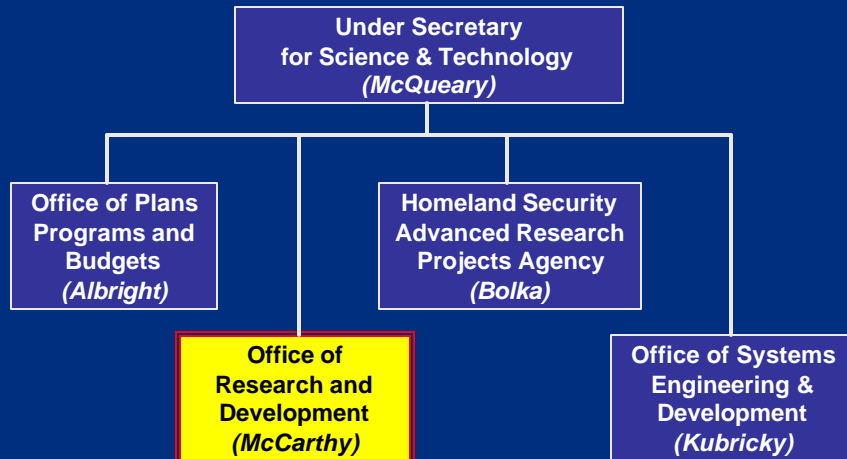 Under Secretary
for Science & Technology
(McQueary)
Office of Plans
Programs and
Budgets
(Albright)
Homeland Security
Advanced Research
Projects Agency
(Bolka)
Office of
Research and
Development
(McCarthy)
Office of Systems
Engineering &
Development
(Kubricky)